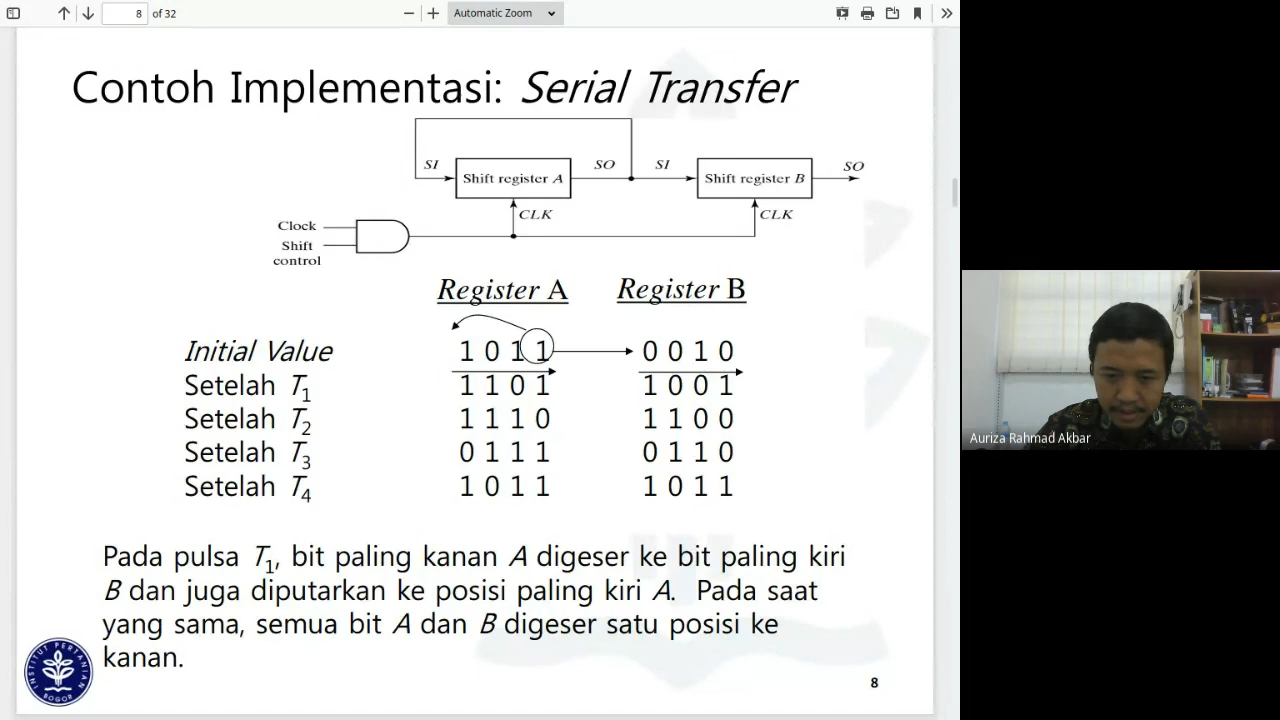 8 of 32
Automatic Zoom
Contoh Implementasi: Serial Transfer
SI SO SI SO
Shift register A Shift register B
CLK CLK
Clock
Shift
control
Register A Register B
Initial Value 1 0 1 1 0 0 1 0
Setelah T1 1 1 0 1 1 0 0 1
Setelah T2 1 1 1 0 1 1 0 0
Setelah T3 0 1 1 1 0 1 1 0
Setelah T4 1 0 1 1 1 0 1 1
Pada pulsa T1, bit paling kanan A digeser ke bit paling kiri
B dan juga diputarkan ke posisi paling kiri A. Pada saat
yang sama, semua bit A dan B digeser satu posisi ke
kanan.
INSTITUT PERTANIAN
BOGOR
8
Auriza Rahmad Akbar